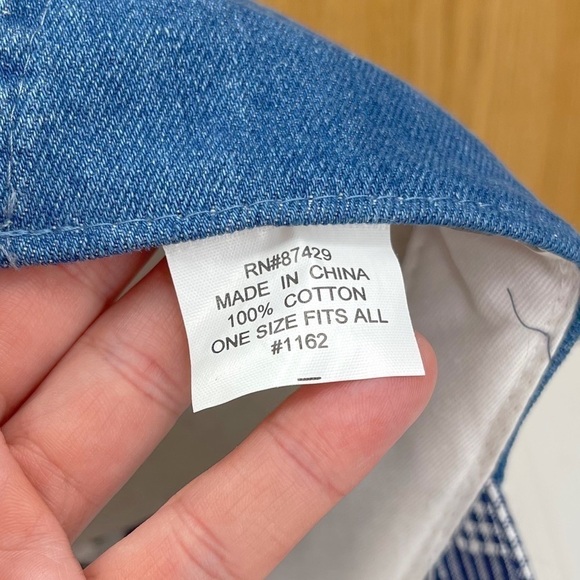 RN#87429
MADE IN CHINA
100% COTTON
ONE SIZE FITS ALL
#1162